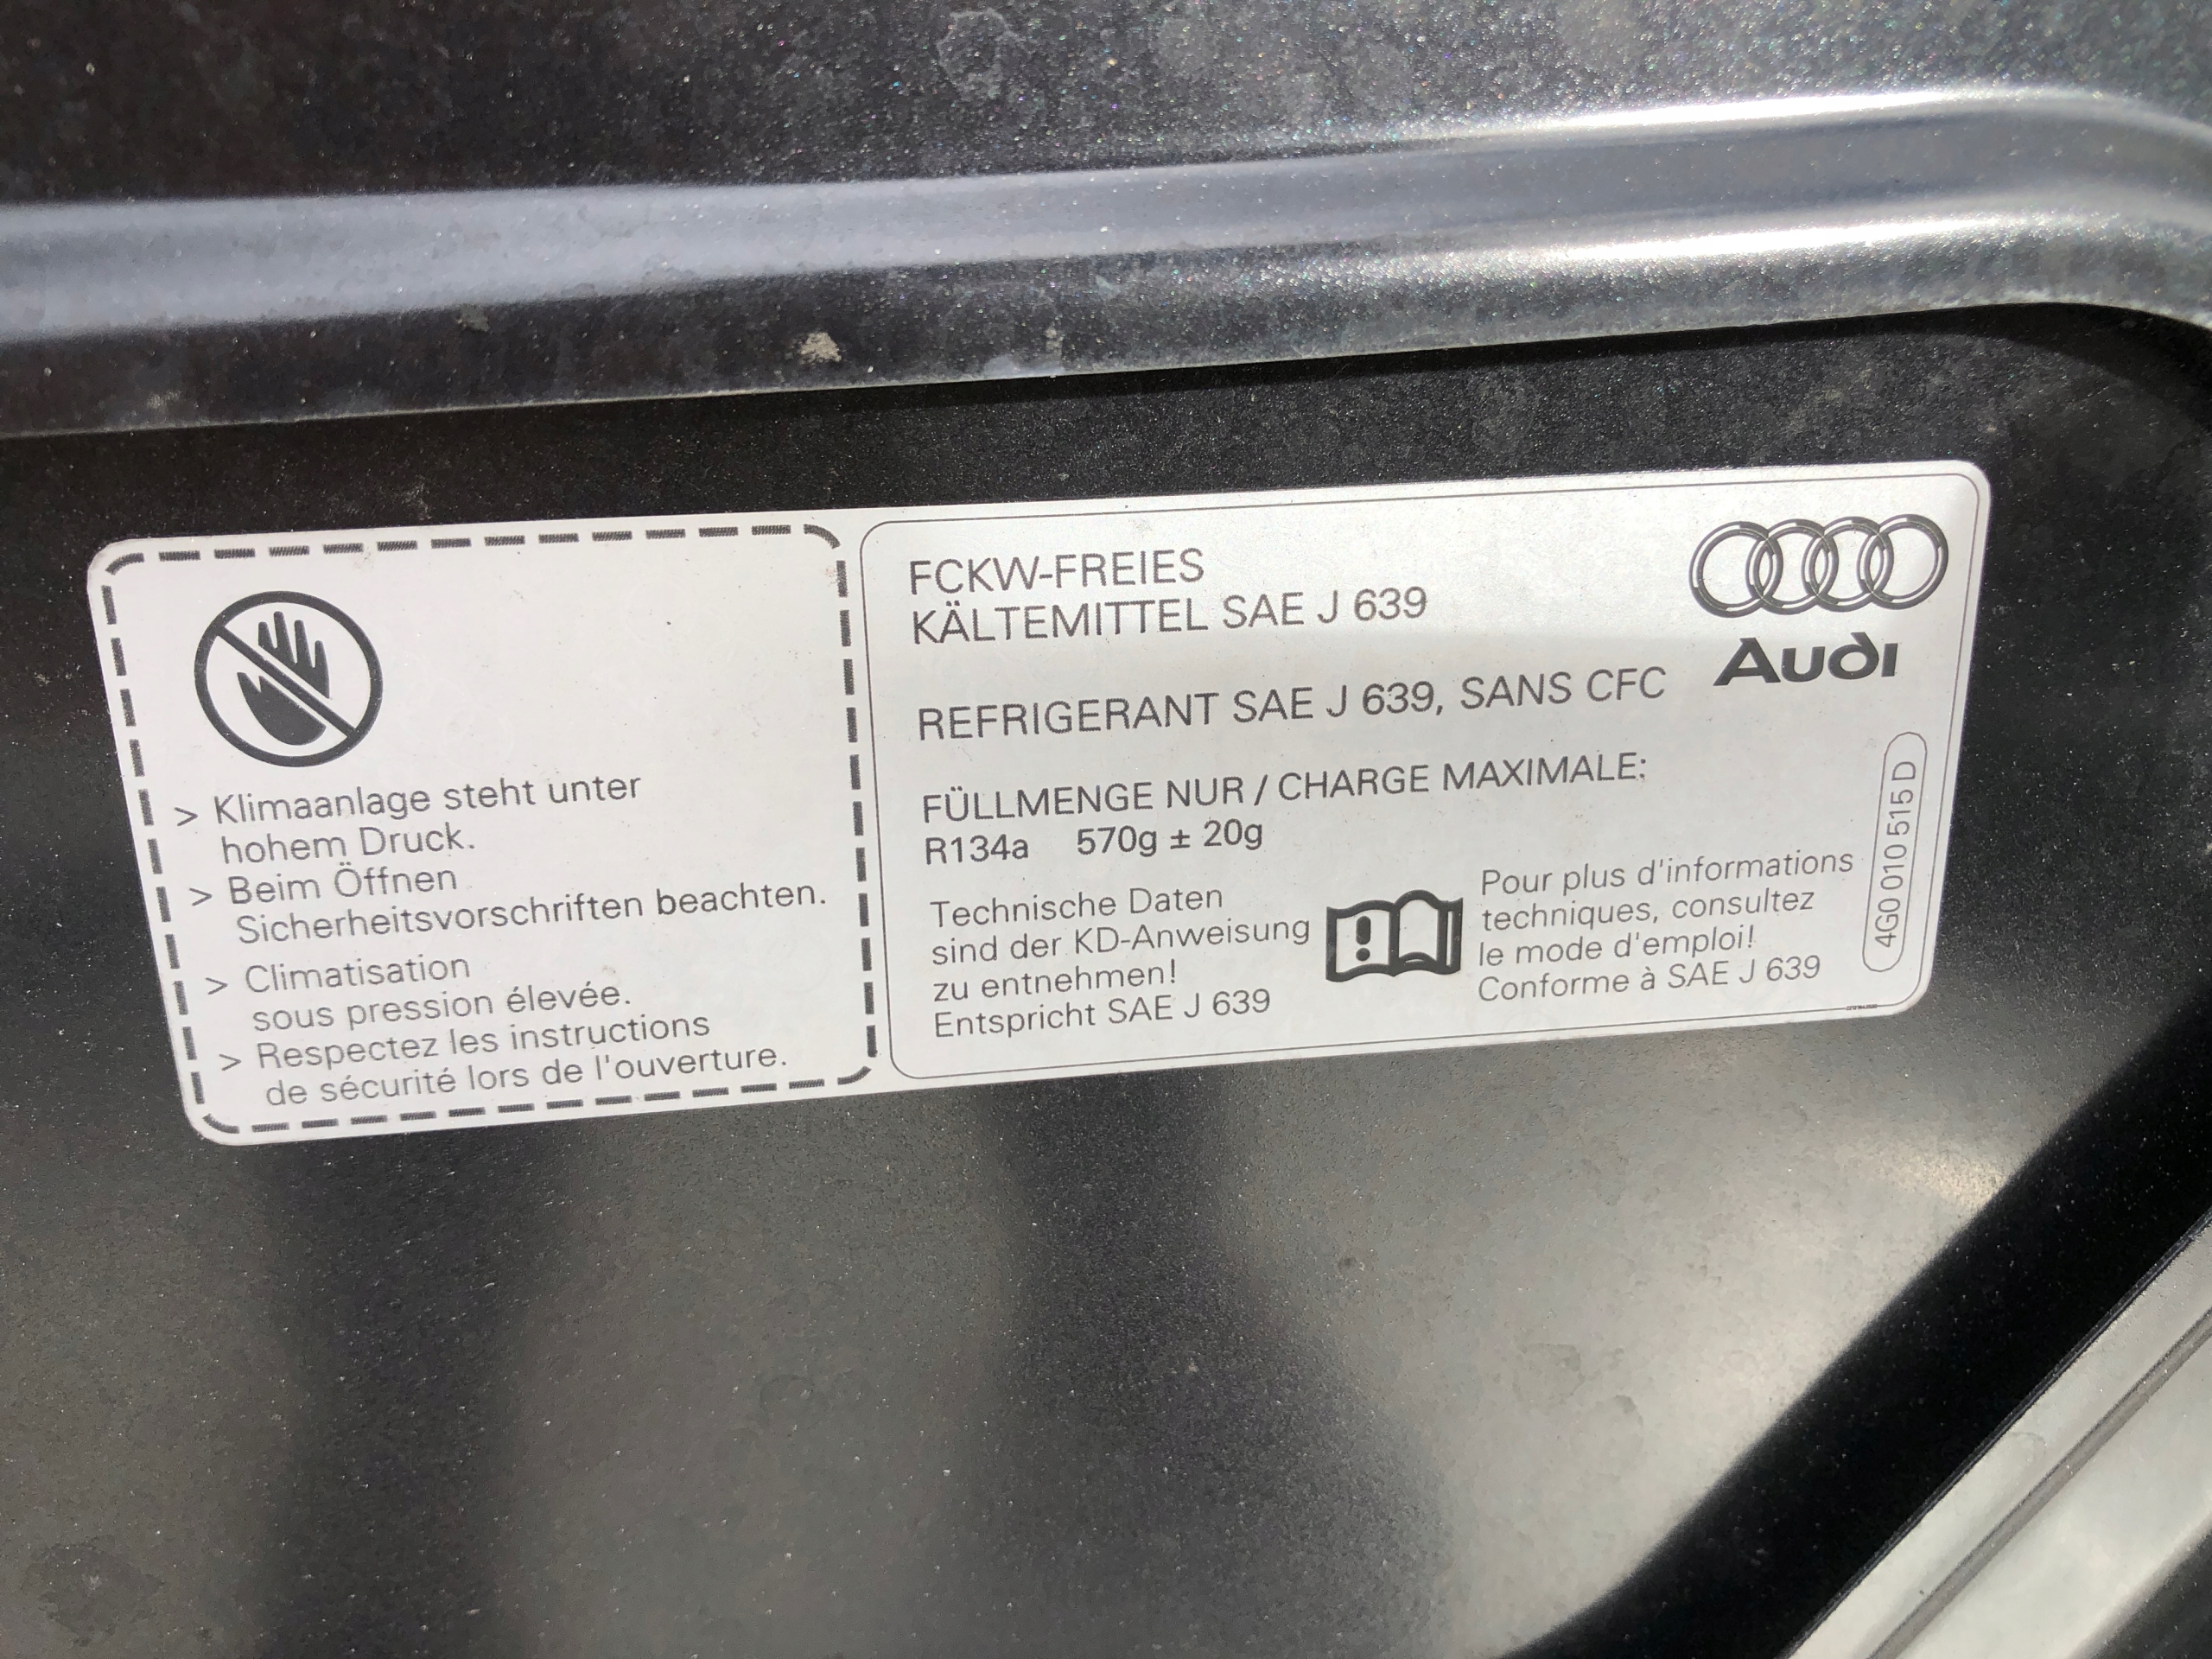 > Klimaanlage steht unter
hohem Druck.
> Beim Öffnen
Sicherheitsvorschriften beachten.
> Climatisation
sous pression élevée.
> Respectez les instructions
de sécurité lors de l'ouverture.
FCKW-FREIES
KÄLTEMITTEL SAE J 639
REFRIGERANT SAE J 639, SANS CFC
Audi
FÜLLMENGE NUR / CHARGE MAXIMALE:
R134a 570g ± 20g
Technische Daten
sind der KD-Anweisung
zu entnehmen!
Entspricht SAE J 639
Pour plus d'informations
techniques, consultez
le mode d'emploi!
Conforme à SAE J 639
4G0 010 515 D